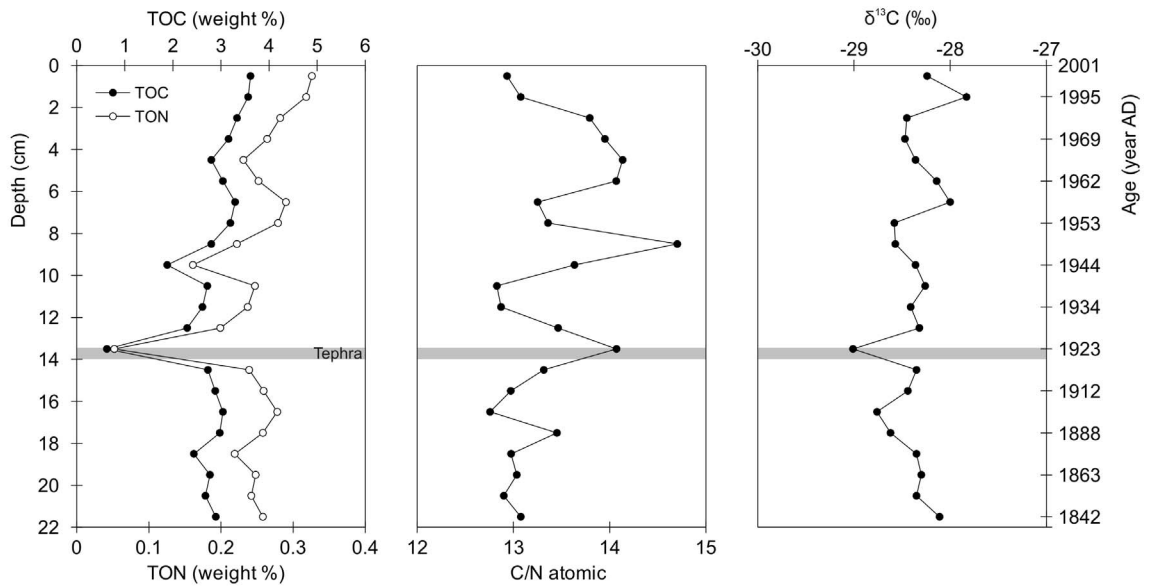 TOC (weight %)
0 1 2 3 4 5 6
δ¹³C (‰)
-30 -29 -28 -27
Depth (cm)
0
2
4
6
8
10
12
14
16
18
20
22
TOC
TON
Tephra
0 0.1 0.2 0.3 0.4
TON (weight %)
12 13 14 15
C/N atomic
2001
1995
1969
1962
1953
1944
1934
1923
1912
1888
1863
1842
Age (year AD)